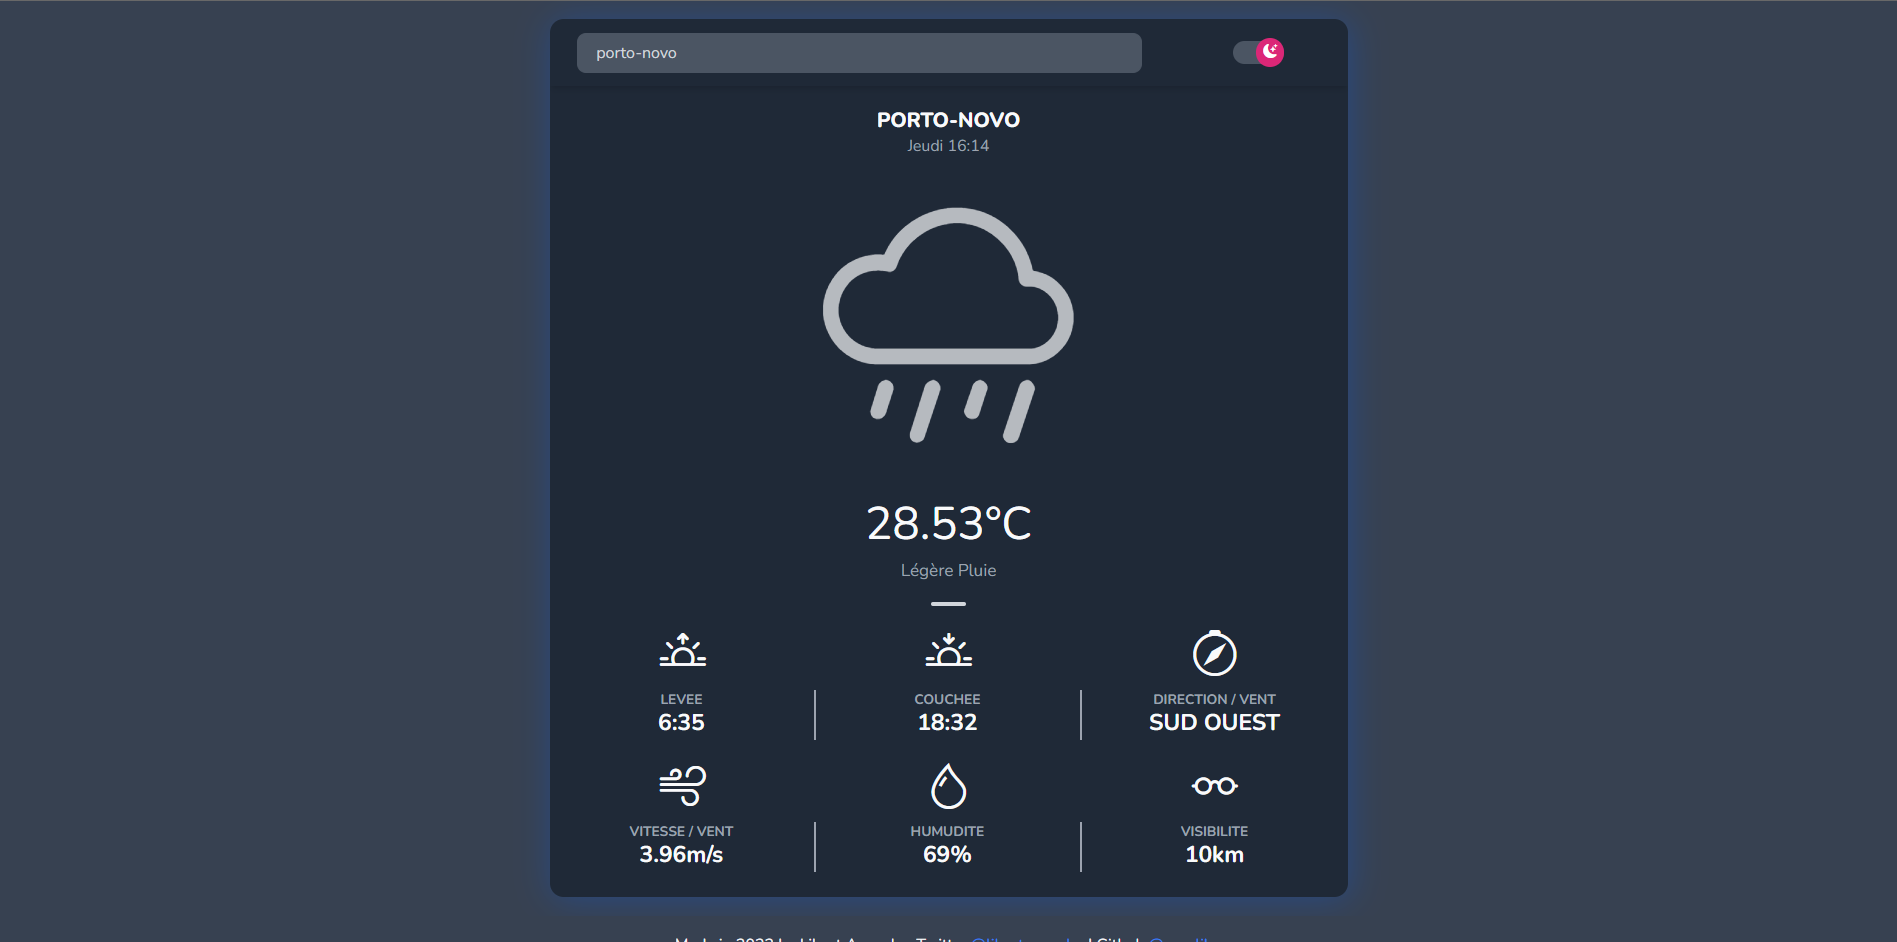 porto-novo
PORTO-NOVO
Jeudi 16:14
28.53°C
Légère Pluie
LEVEE
6:35
COUCHEE
18:32
DIRECTION / VENT
SUD OUEST
VITESSE / VENT
3.96m/s
HUMUDITE
69%
VISIBILITE
10km